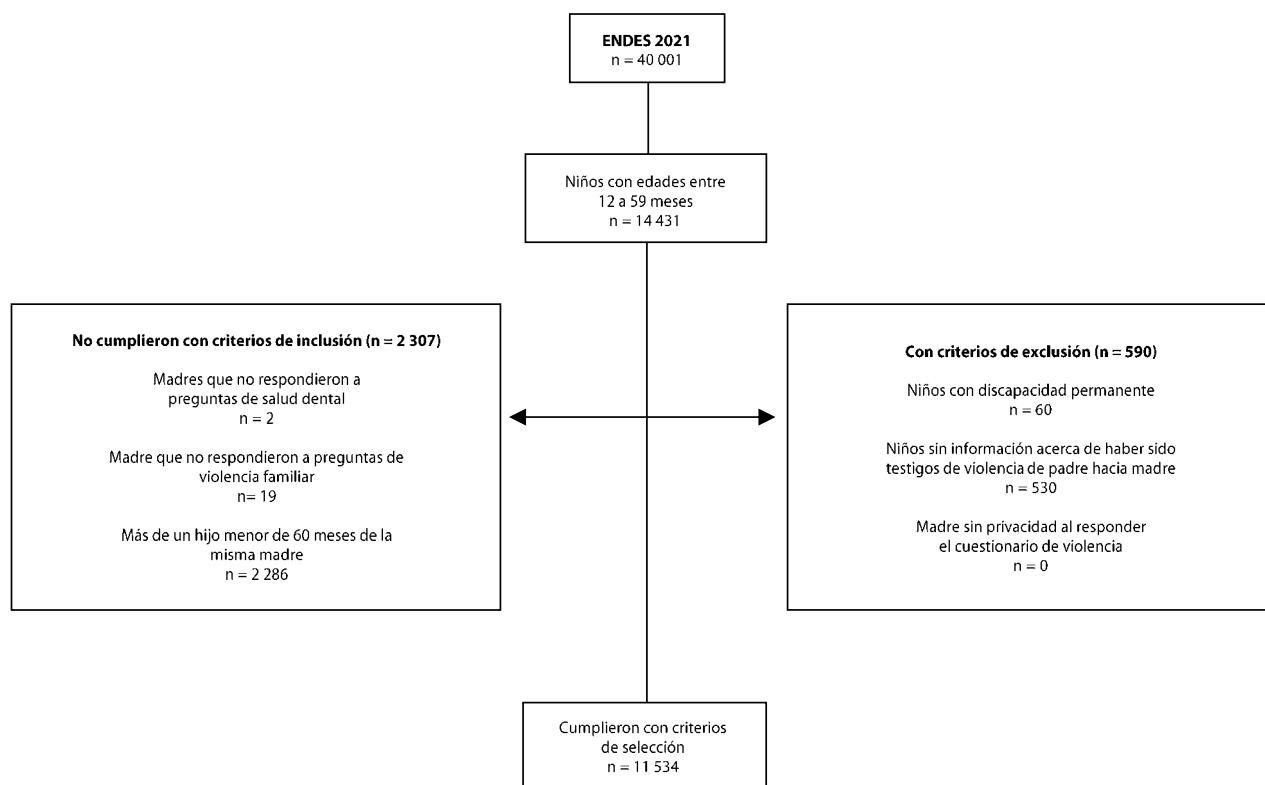 ENDES 2021
n = 40 001
Niños con edades entre
12 a 59 meses
n = 14 431
No cumplieron con criterios de inclusión (n = 2 307)
Madres que no respondieron a
preguntas de salud dental
n = 2
Madre que no respondieron a preguntas de
violencia familiar
n= 19
Más de un hijo menor de 60 meses de la
misma madre
n = 2 286
Con criterios de exclusión (n = 590)
Niños con discapacidad permanente
n = 60
Niños sin información acerca de haber sido
testigos de violencia de padre hacia madre
n = 530
Madre sin privacidad al responder
el cuestionario de violencia
n = 0
Cumplieron con criterios
de selección
n = 11 534